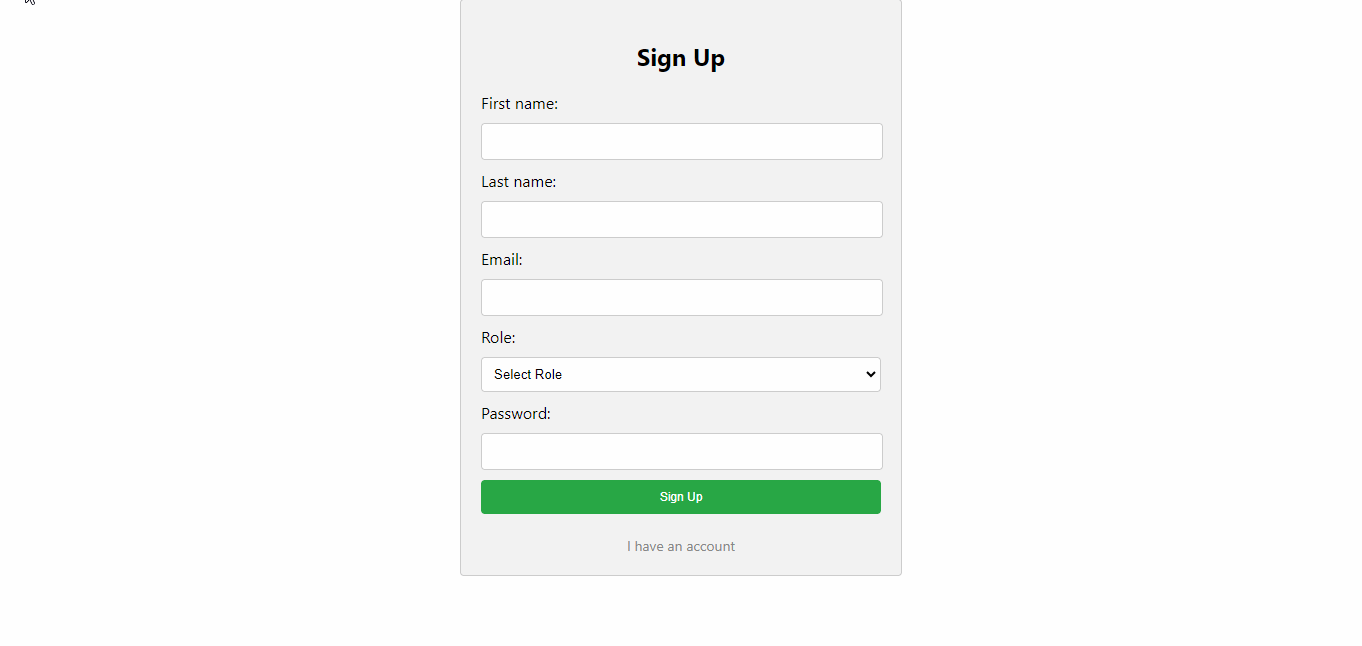 Sign Up
First name:
Last name:
Email:
Role:
Select Role
Password:
Sign Up
I have an account